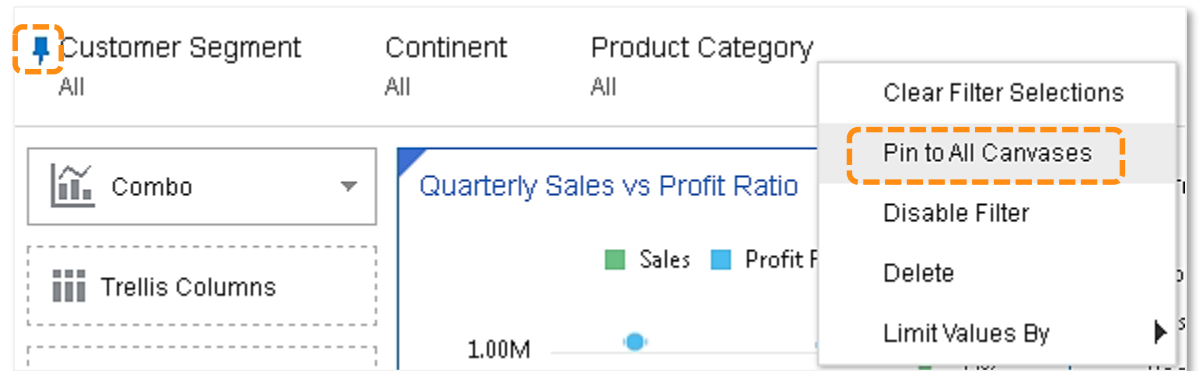 Customer Segment
All
Continent
All
Product Category
All
Clear Filter Selections
Pin to All Canvases
Disable Filter
Delete
Limit Values By
Combo
Trellis Columns
Quarterly Sales vs Profit Ratio
Sales
Profit
1.00M